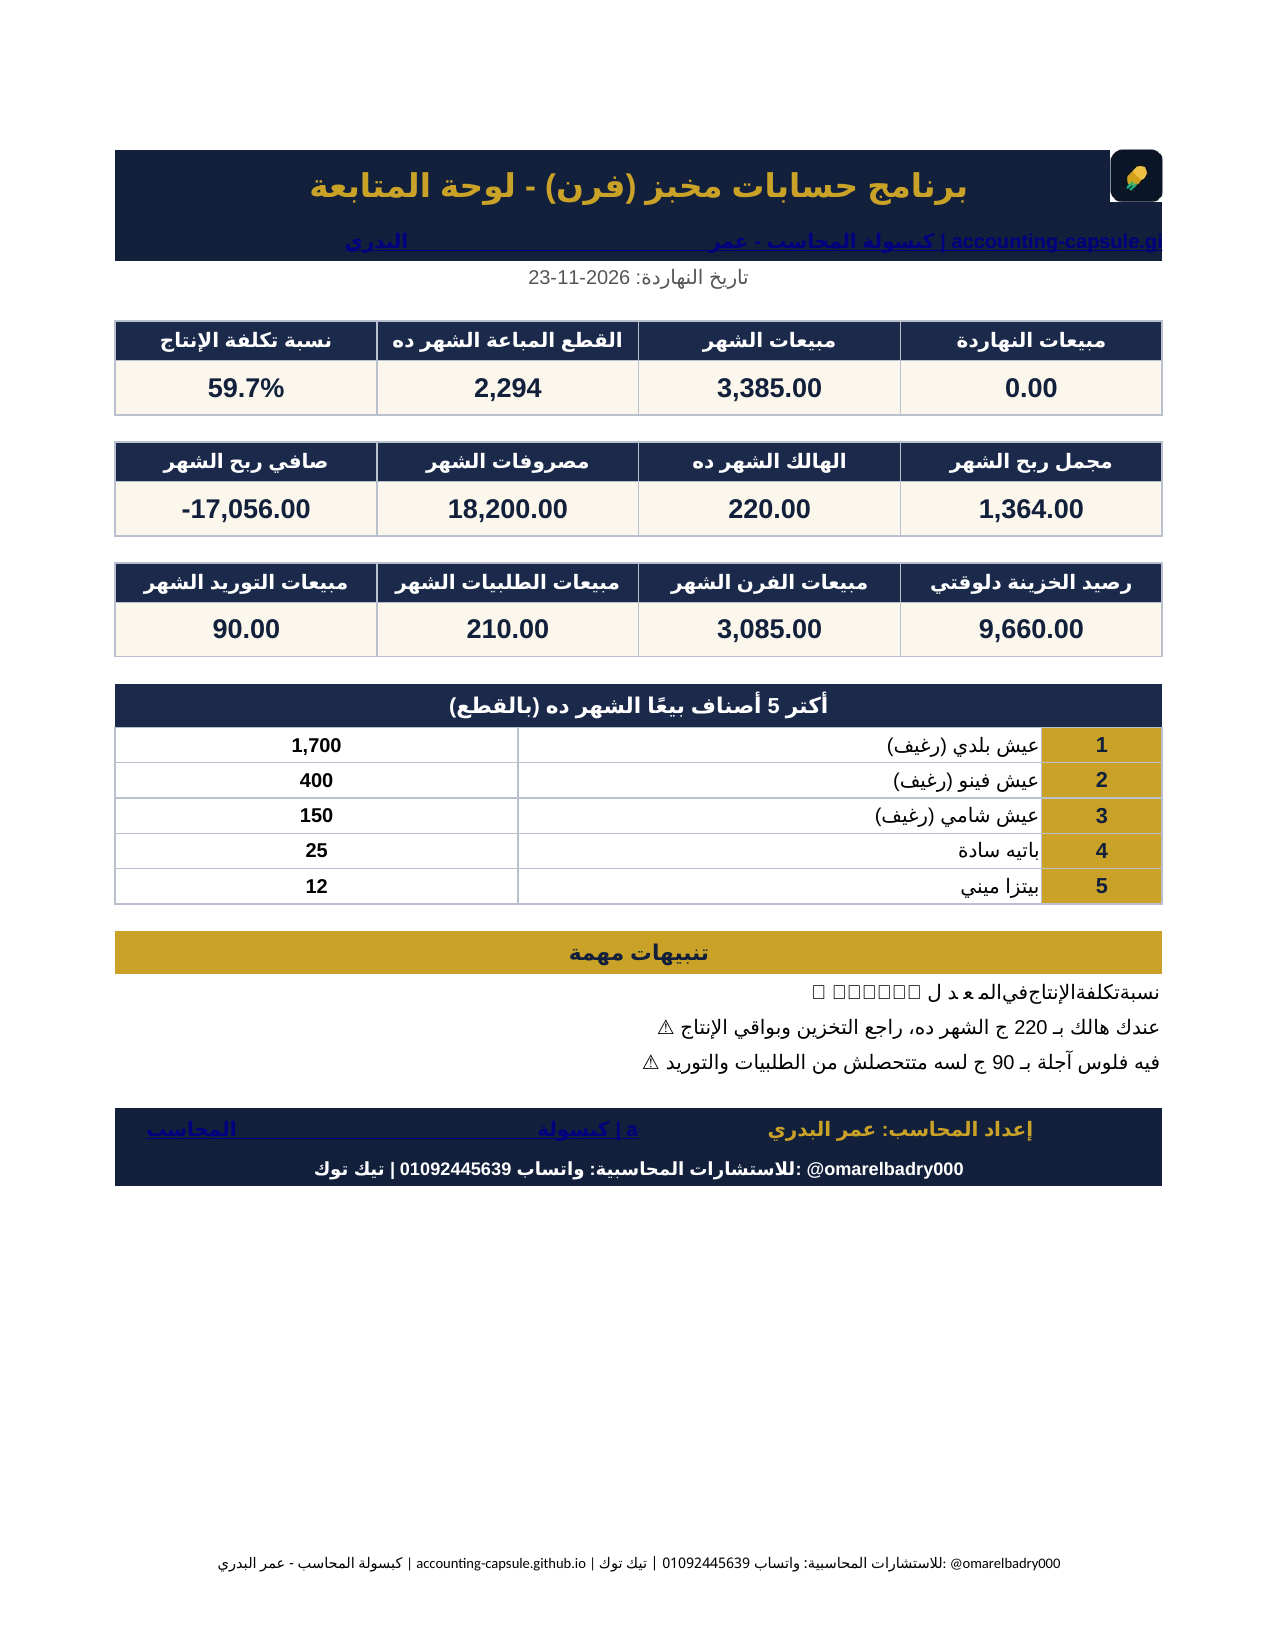 برنامج حسابات مخبز (فرن) - لوحة المتابعة
كبسولة المحاسب - عمر البدري | accounting-capsule.gi
تاريخ النهاردة: 2026-11-23
مبيعات النهاردة مبيعات الشهر القطع المباعة الشهر ده نسبة تكلفة الإنتاج
0.00 3,385.00 2,294 59.7%
مجمل ربح الشهر الهالك الشهر ده مصروفات الشهر صافي ربح الشهر
1,364.00 220.00 18,200.00 -17,056.00
رصيد الخزينة دلوقتي مبيعات الفرن الشهر مبيعات الطلبيات الشهر مبيعات التوريد الشهر
9,660.00 3,085.00 210.00 90.00
أكتر 5 أصناف بيعًا الشهر ده (بالقطع)
1 عيش بلدي (رغيف) 1,700
2 عيش فينو (رغيف) 400
3 عيش شامي (رغيف) 150
4 باتيه سادة 25
5 بيتزا ميني 12
تنبيهات مهمة
نسبة تكلفة الإنتاج في المعدل
عندك هالك بـ 220 ج الشهر ده، راجع التخزين وبواقي الإنتاج ⚠
فيه فلوس آجلة بـ 90 ج لسه متتحصلش من الطلبيات والتوريد ⚠
إعداد المحاسب: عمر البدري كبسولة المحاسب | a
للاستشارات المحاسبية: واتساب 01092445639 | تيك توك: @omarelbadry000
كبسولة المحاسب - عمر البدري | accounting-capsule.github.io | للاستشارات المحاسبية: واتساب 01092445639 | تيك توك: @omarelbadry000